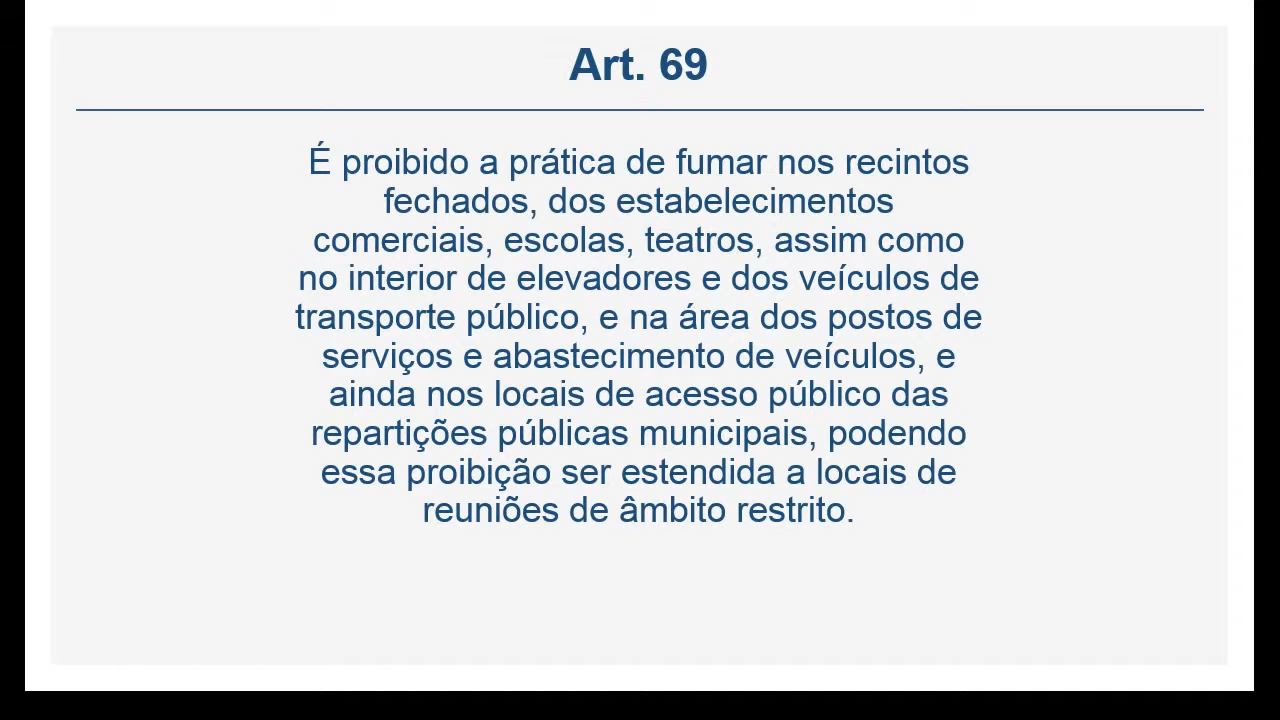 Art. 69
É proibido a prática de fumar nos recintos
fechados, dos estabelecimentos
comerciais, escolas, teatros, assim como
no interior de elevadores e dos veículos de
transporte público, e na área dos postos de
serviços e abastecimento de veículos, e
ainda nos locais de acesso público das
repartições públicas municipais, podendo
essa proibição ser estendida a locais de
reuniões de âmbito restrito.